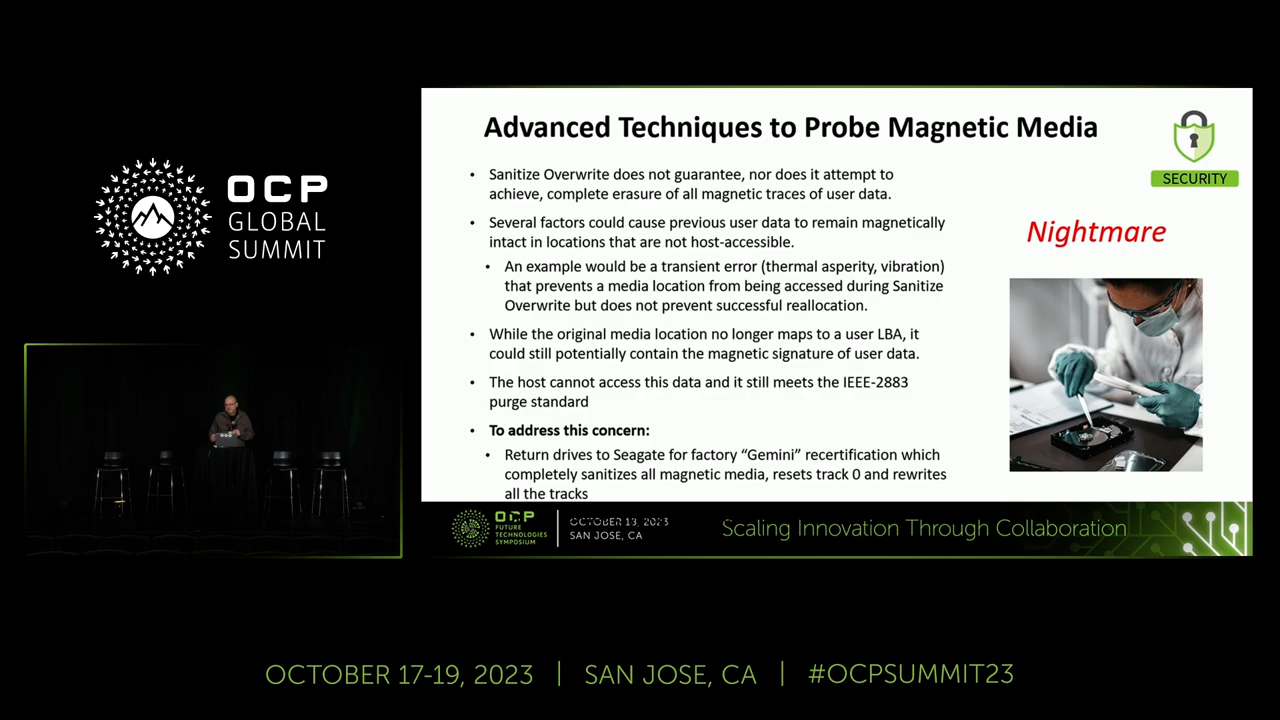 OCP
GLOBAL
SUMMIT
Advanced Techniques to Probe Magnetic Media
SECURITY
Nightmare
• Sanitize Overwrite does not guarantee, nor does it attempt to
achieve, complete erasure of all magnetic traces of user data.
• Several factors could cause previous user data to remain magnetically
intact in locations that are not host-accessible.
• An example would be a transient error (thermal asperity, vibration)
that prevents a media location from being accessed during Sanitize
Overwrite but does not prevent successful reallocation.
• While the original media location no longer maps to a user LBA, it
could still potentially contain the magnetic signature of user data.
• The host cannot access this data and it still meets the IEEE-2883
purge standard
• To address this concern:
• Return drives to Seagate for factory “Gemini” recertification which
completely sanitizes all magnetic media, resets track 0 and rewrites
all the tracks
OCP
FUTURE
TECHNOLOGIES
SYMPOSIUM
OCTOBER 2023
SAN JOSE, CA
Scaling Innovation Through Collaboration
OCTOBER 17-19, 2023 | SAN JOSE, CA | #OCPSUMMIT23